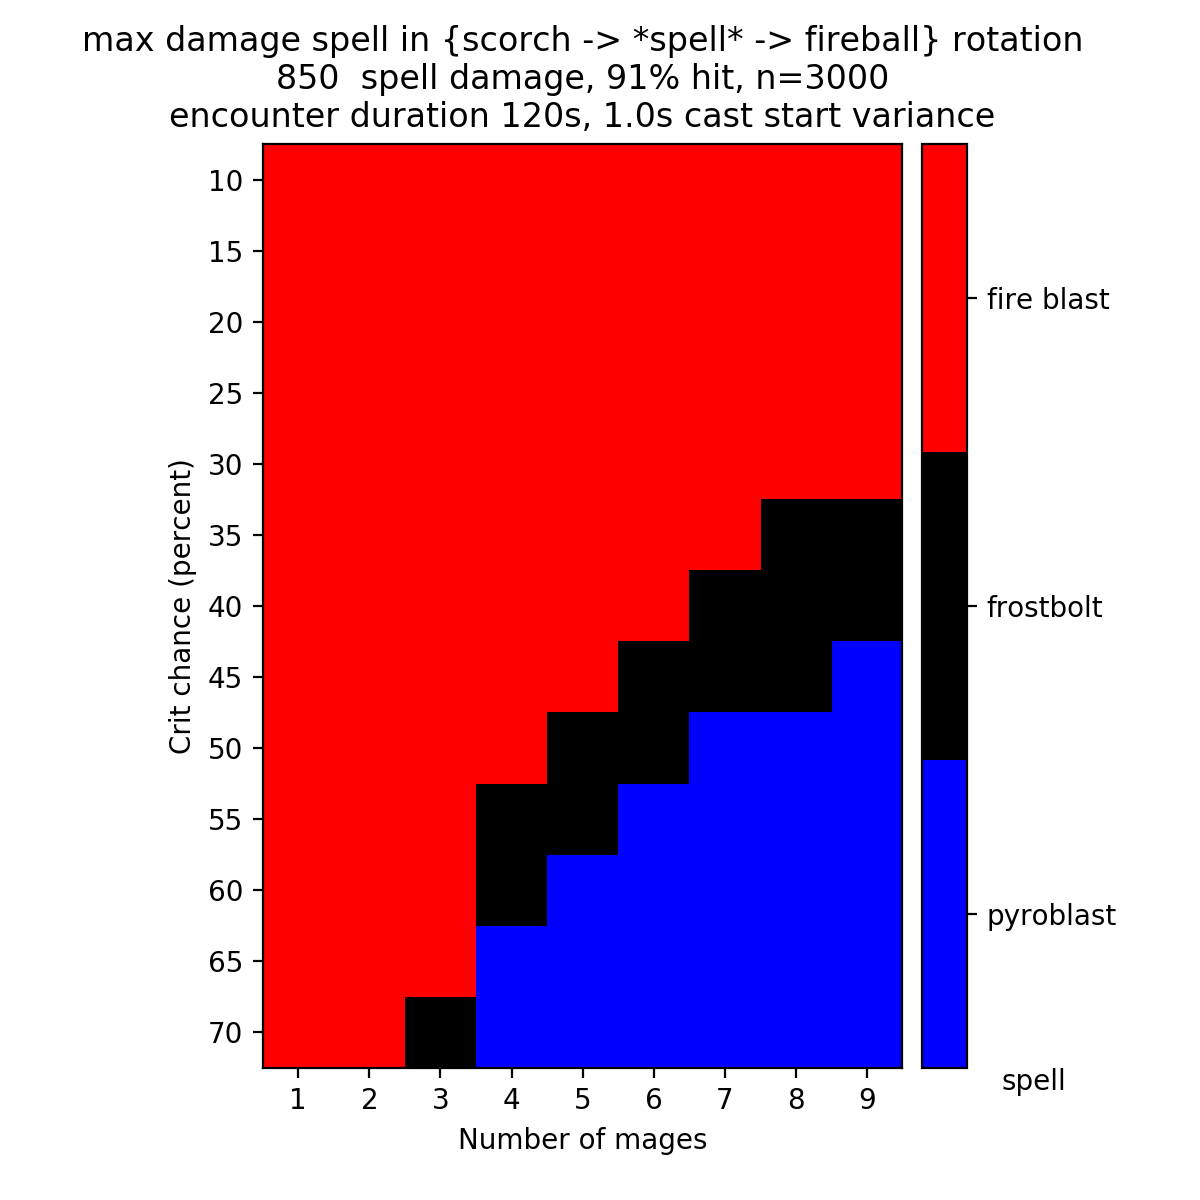 max damage spell in {scorch -> *spell* -> fireball} rotation
850  spell damage, 91% hit, n=3000
encounter duration 120s, 1.0s cast start variance
Crit chance (percent)
10
15
20
25
30
35
40
45
50
55
60
65
70
1 2 3 4 5 6 7 8 9
Number of mages
fire blast
frostbolt
pyroblast
spell